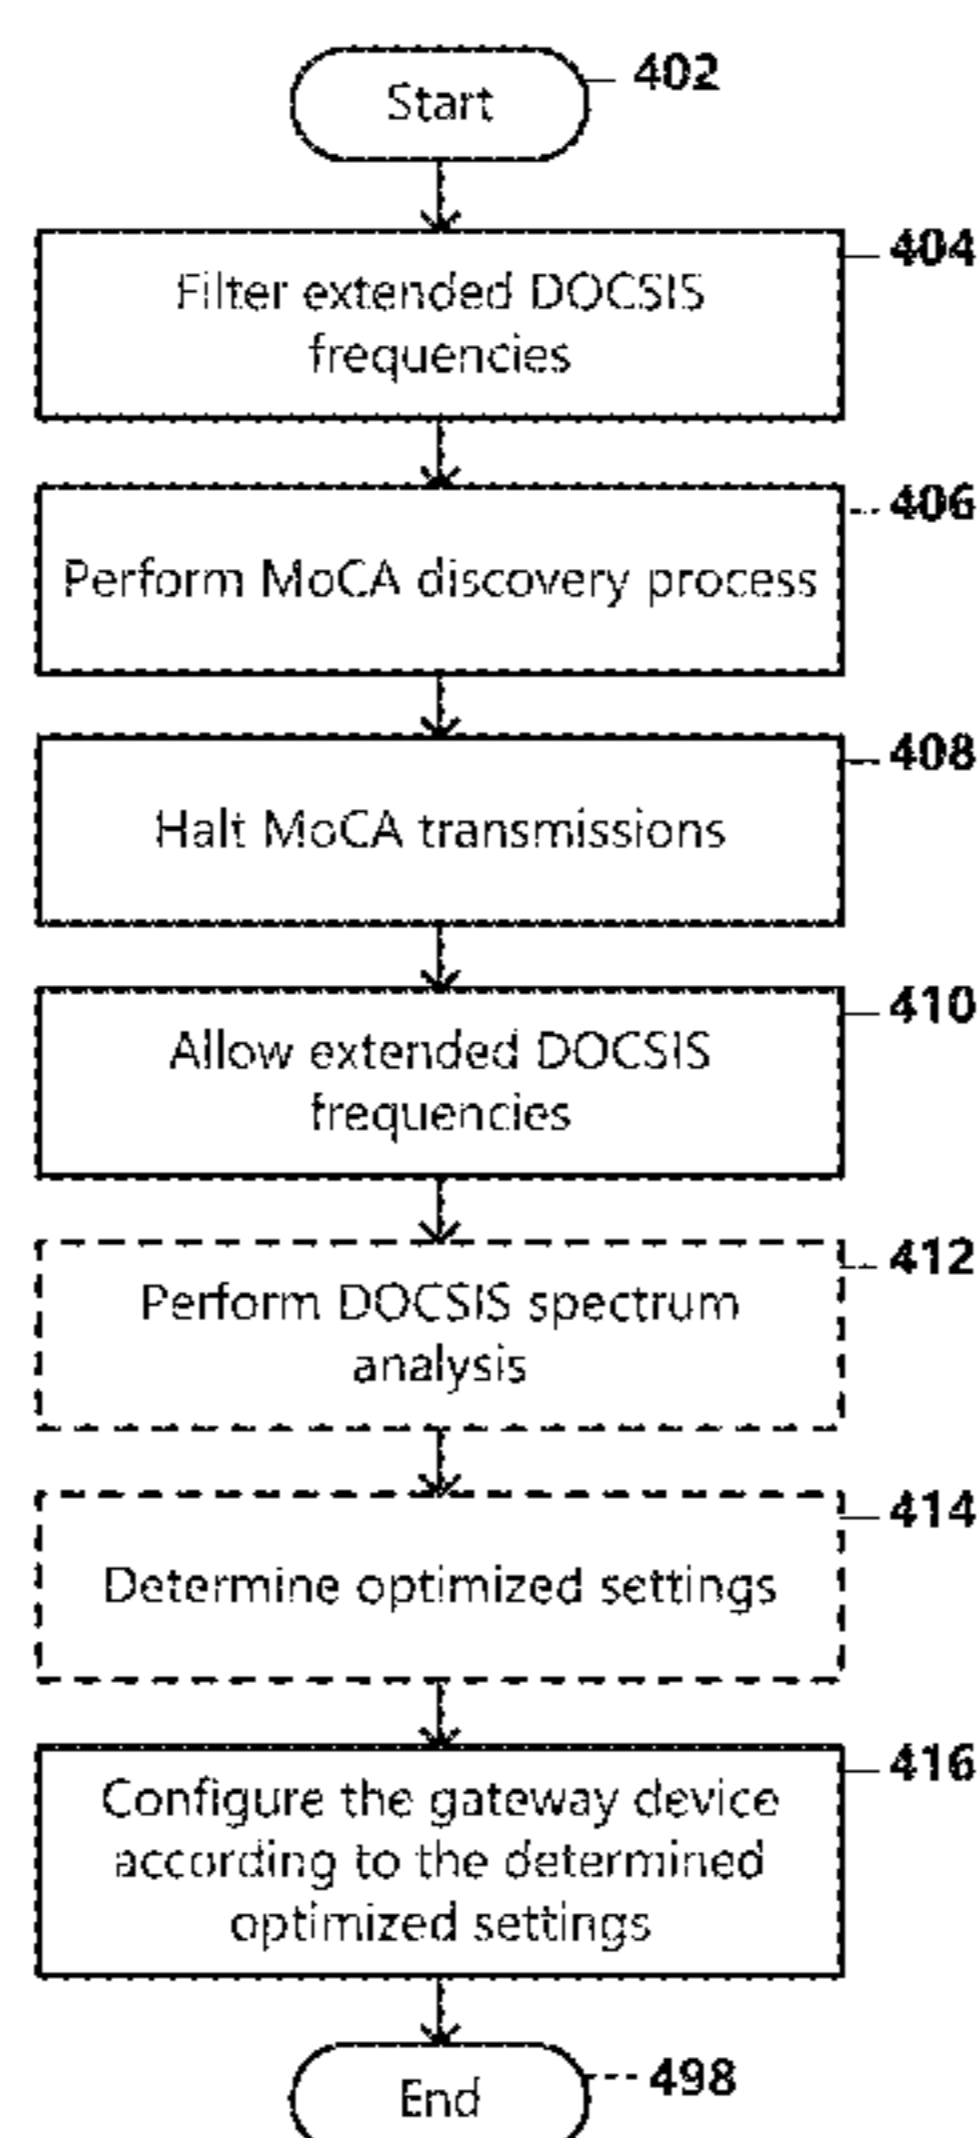 Start
402
Filter extended DOCSIS
frequencies
404
Perform MoCA discovery process
406
Halt MoCA transmissions
408
Allow extended DOCSIS
frequencies
410
Perform DOCSIS spectrum
analysis
412
Determine optimized settings
414
Configure the gateway device
according to the determined
optimized settings
416
End
498